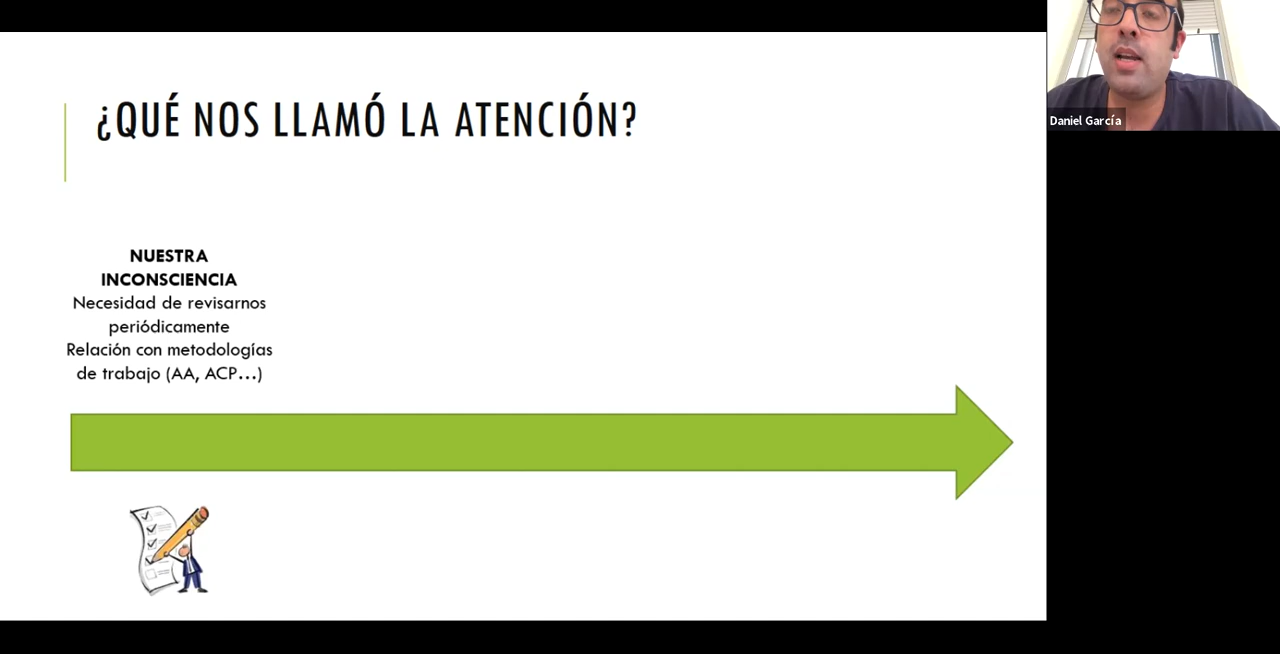 ¿QUÉ NOS LLAMÓ LA ATENCIÓN?
NUESTRA
INCONSCIENCIA
Necesidad de revisarnos
periódicamente
Relación con metodologías
de trabajo (AA, ACP...)
Daniel García